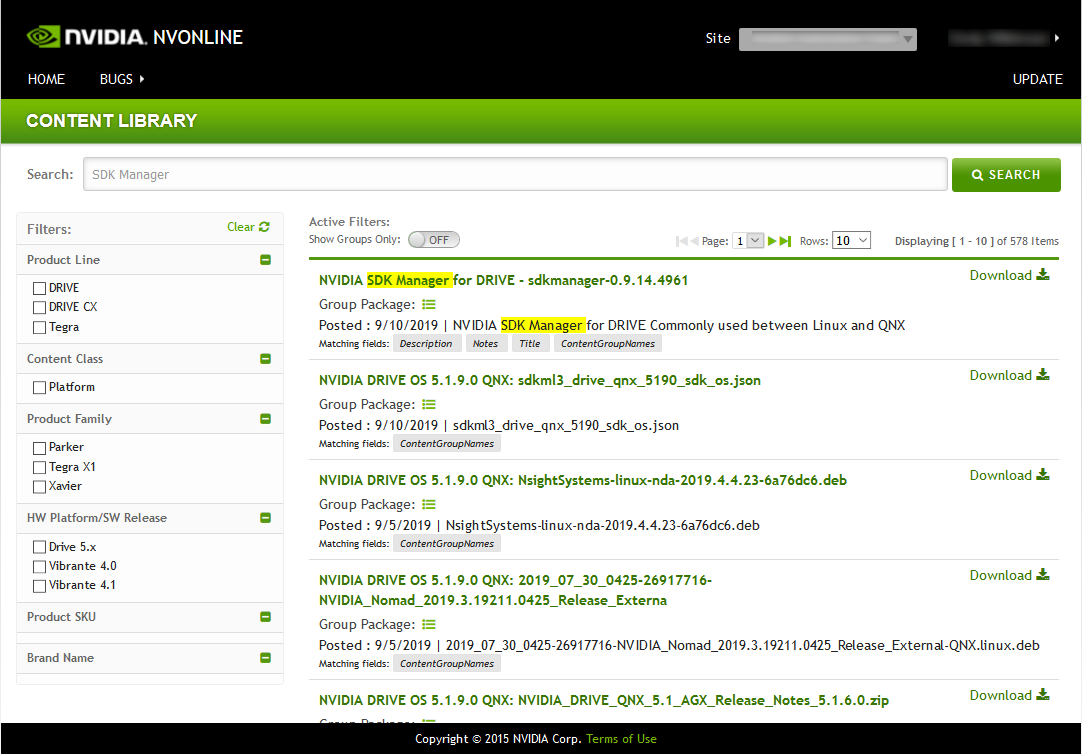 NVIDIA. NVONLINE
Site
HOME BUGS UPDATE
CONTENT LIBRARY
Search: SDK Manager SEARCH
Filters: Clear
Product Line
DRIVE
DRIVE CX
Tegra
Content Class
Platform
Product Family
Parker
Tegra X1
Xavier
HW Platform/SW Release
Drive 5.x
Vibrante 4.0
Vibrante 4.1
Product SKU
Brand Name
Active Filters:
Show Groups Only: OFF
Page: 1 Rows: 10 Displaying [ 1 - 10 ] of 578 Items
NVIDIA SDK Manager for DRIVE - sdkmanager-0.9.14.4961 Download
Group Package:
Posted : 9/10/2019 | NVIDIA SDK Manager for DRIVE Commonly used between Linux and QNX
Matching fields: Description Notes Title ContentGroupNames
NVIDIA DRIVE OS 5.1.9.0 QNX: sdkml3_drive_qnx_5190_sdk_os.json Download
Group Package:
Posted : 9/10/2019 | sdkml3_drive_qnx_5190_sdk_os.json
Matching fields: ContentGroupNames
NVIDIA DRIVE OS 5.1.9.0 QNX: NsightSystems-linux-nda-2019.4.4.23-6a76dc6.deb Download
Group Package:
Posted : 9/5/2019 | NsightSystems-linux-nda-2019.4.4.23-6a76dc6.deb
Matching fields: ContentGroupNames
NVIDIA DRIVE OS 5.1.9.0 QNX: 2019_07_30_0425-26917716- Download
NVIDIA_Nomad_2019.3.19211.0425_Release_Externa
Group Package:
Posted : 9/5/2019 | 2019_07_30_0425-26917716-NVIDIA_Nomad_2019.3.19211.0425_Release_External-QNX.linux.deb
Matching fields: ContentGroupNames
NVIDIA DRIVE OS 5.1.9.0 QNX: NVIDIA_DRIVE_QNX_5.1_AGX_Release_Notes_5.1.6.0.zip Download
Group Package:
Copyright © 2015 NVIDIA Corp. Terms of Use